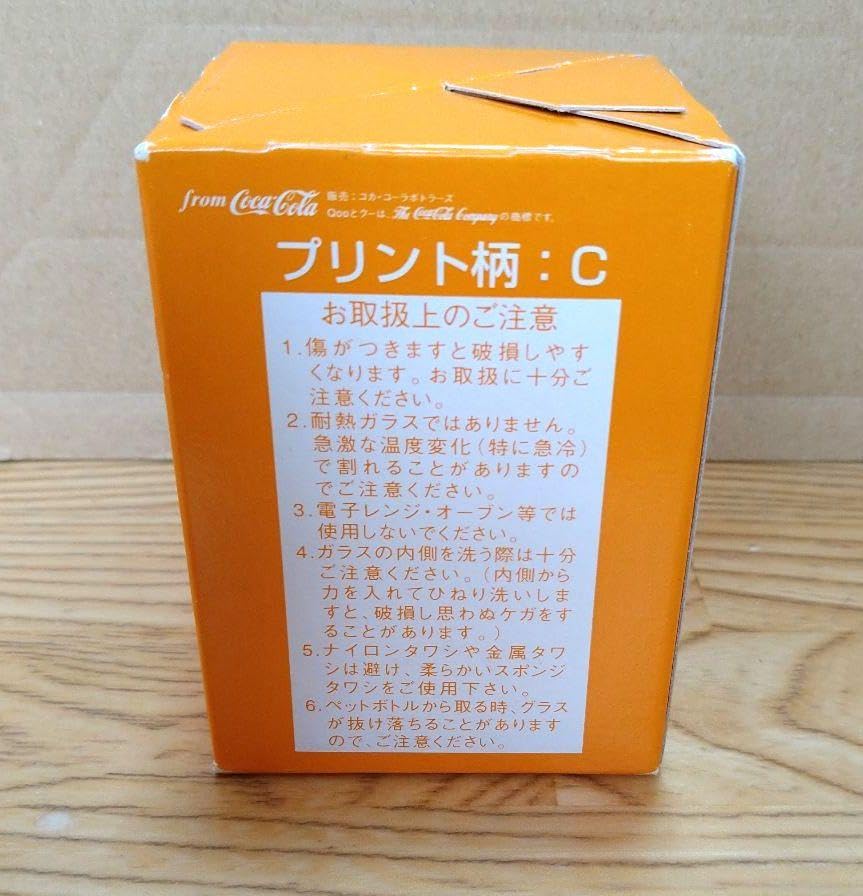 from Coca-Cola 販売：コカ・コーラボトラーズ
Qooとクーは、The Coca-Cola Companyの商標です。
プリント柄：C
お取扱上のご注意
1.傷がつきますと破損しやす
くなります。お取扱に十分ご
注意ください。
2.耐熱ガラスではありません。
急激な温度変化（特に急冷）
で割れることがありますの
でご注意ください。
3.電子レンジ・オーブン等では
使用しないでください。
4.ガラスの内側を洗う際は十分
ご注意ください。（内側から
力を入れてひねり洗いしま
すと、破損し思わぬケガをす
ることがあります。）
5.ナイロンタワシや金属タワ
シは避け、柔らかいスポンジ
タワシをご使用下さい。
6.ペットボトルから取る時、グラス
が抜け落ちることがあります
ので、ご注意ください。